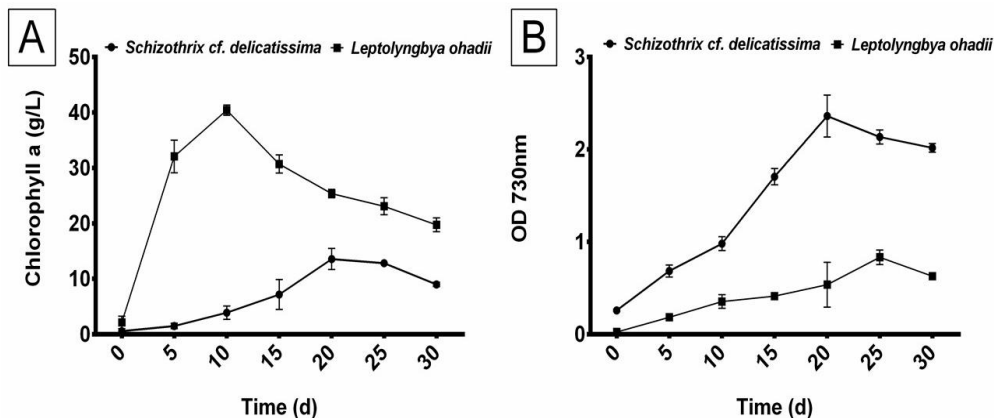 A
Schizothrix cf. delicatissima
Leptolyngbya ohadii
Chlorophyll a (g/L)
50
40
30
20
10
0
0
5
10
15
20
25
30
Time (d)
B
Schizothrix cf. delicatissima
Leptolyngbya ohadii
OD 730nm
3
2
1
0
0
5
10
15
20
25
30
Time (d)